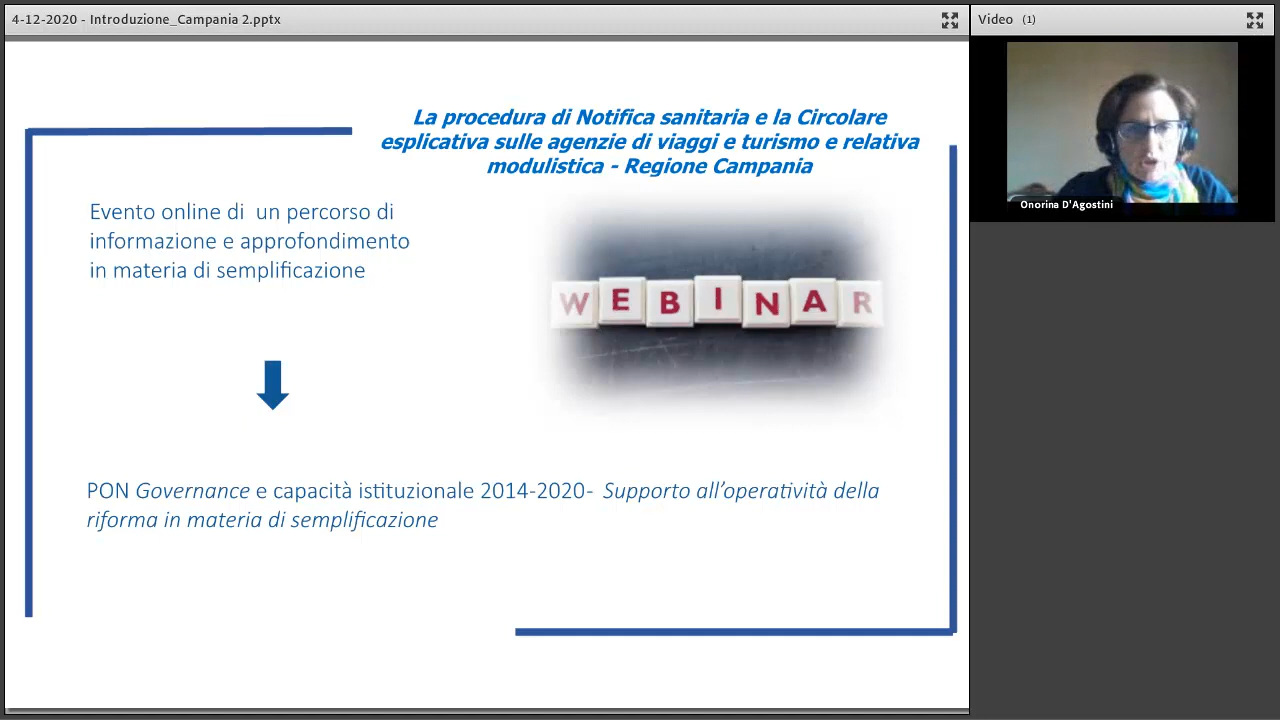 4-12-2020 - Introduzione_Campania 2.pptx
Video (1)
Onorina D'Agostini
La procedura di Notifica sanitaria e la Circolare
esplicativa sulle agenzie di viaggi e turismo e relativa
modulistica - Regione Campania
Evento online di un percorso di
informazione e approfondimento
in materia di semplificazione
WEBINAR
PON Governance e capacità istituzionale 2014-2020- Supporto all’operatività della
riforma in materia di semplificazione